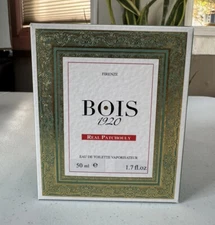 FIRENZE
BOIS
1920
REAL PATCHOULY
EAU DE TOILETTE VAPORISATEUR
50 ml. e 1.7 fl.oz